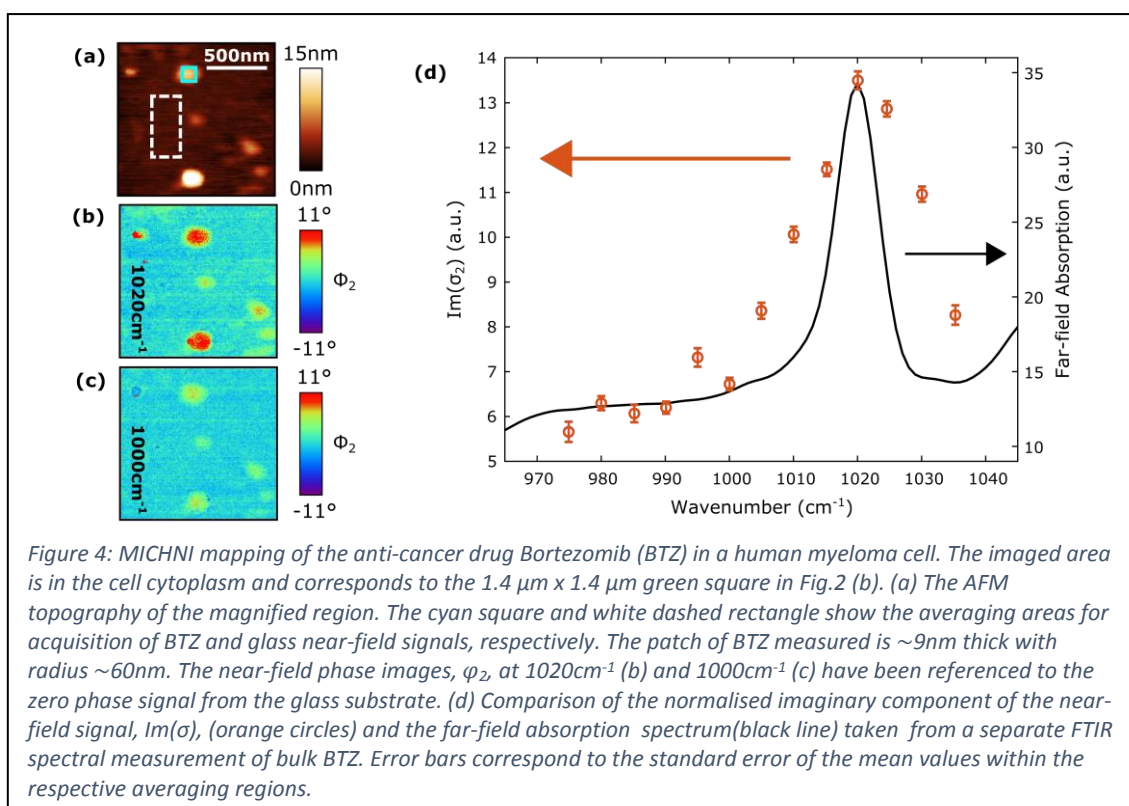 (a)
500nm
15nm
0nm
(b)
1020cm⁻¹
11°
Φ₂
-11°
(c)
1000cm⁻¹
11°
Φ₂
-11°
(d)
14
13
12
11
10
9
8
7
6
5
Im(σ₂) (a.u.)
35
30
25
20
15
10
Far-field Absorption (a.u.)
970 980 990 1000 1010 1020 1030 1040
Wavenumber (cm⁻¹)
Figure 4: MICHNI mapping of the anti-cancer drug Bortezomib (BTZ) in a human myeloma cell. The imaged area
is in the cell cytoplasm and corresponds to the 1.4 μm x 1.4 μm green square in Fig.2 (b). (a) The AFM
topography of the magnified region. The cyan square and white dashed rectangle show the averaging areas for
acquisition of BTZ and glass near-field signals, respectively. The patch of BTZ measured is ~9nm thick with
radius ~60nm. The near-field phase images, φ₂, at 1020cm⁻¹ (b) and 1000cm⁻¹ (c) have been referenced to the
zero phase signal from the glass substrate. (d) Comparison of the normalised imaginary component of the near-
field signal, Im(σ), (orange circles) and the far-field absorption spectrum(black line) taken from a separate FTIR
spectral measurement of bulk BTZ. Error bars correspond to the standard error of the mean values within the
respective averaging regions.